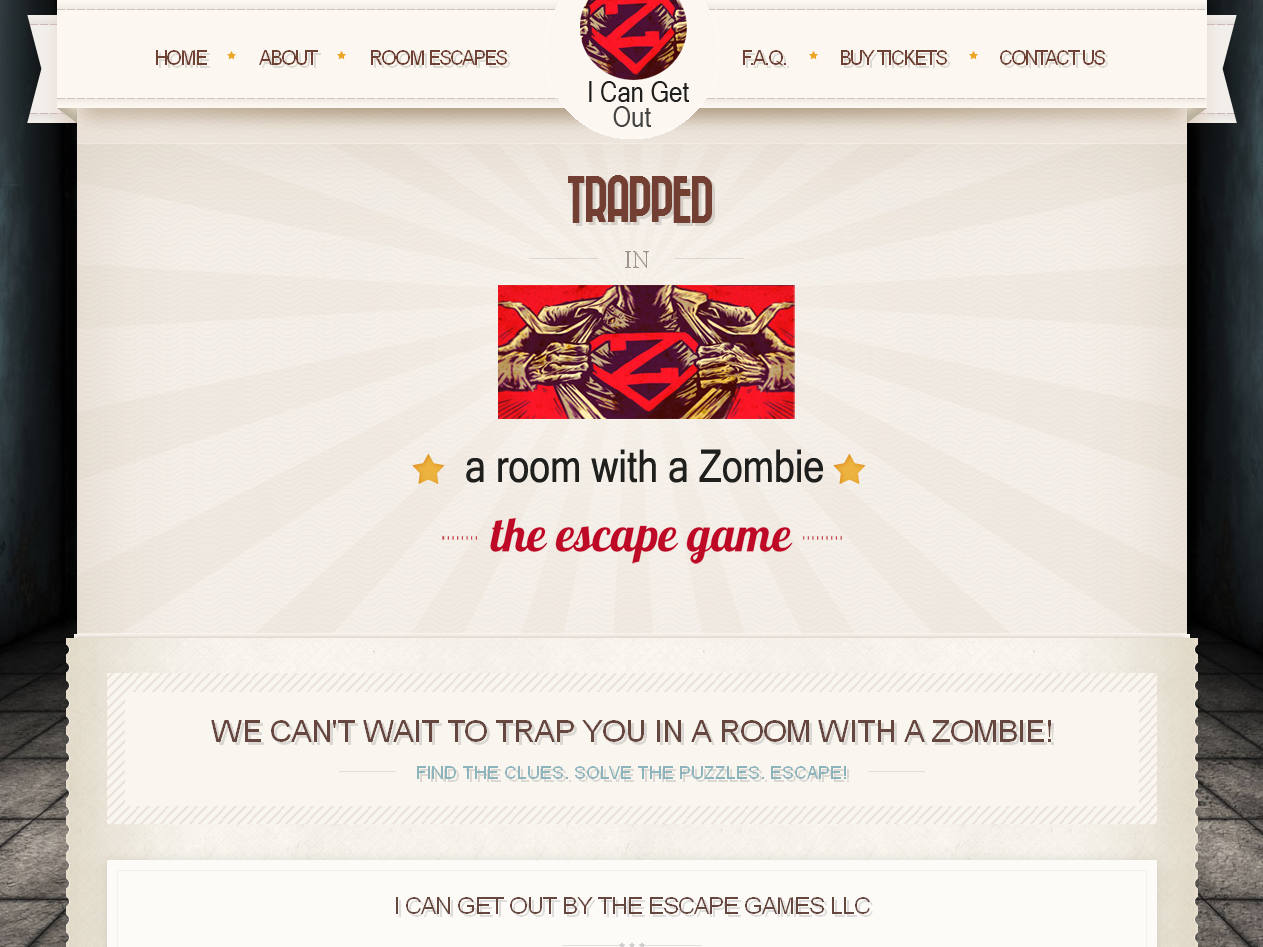 HOME ABOUT ROOM ESCAPES F.A.Q. BUY TICKETS CONTACT US
I Can Get
Out
TRAPPED
IN
Z
a room with a Zombie
the escape game
WE CAN'T WAIT TO TRAP YOU IN A ROOM WITH A ZOMBIE!
FIND THE CLUES. SOLVE THE PUZZLES. ESCAPE!
I CAN GET OUT BY THE ESCAPE GAMES LLC